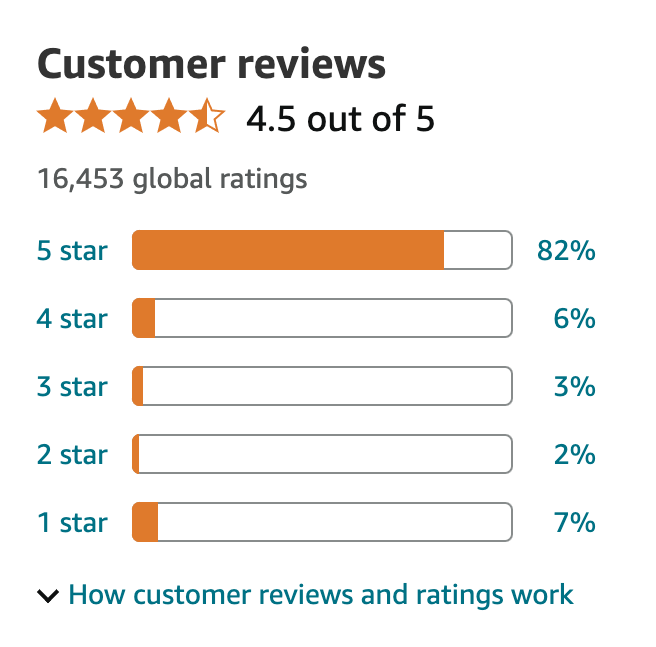 Customer reviews
4.5 out of 5
16,453 global ratings
5 star 82%
4 star 6%
3 star 3%
2 star 2%
1 star 7%
How customer reviews and ratings work